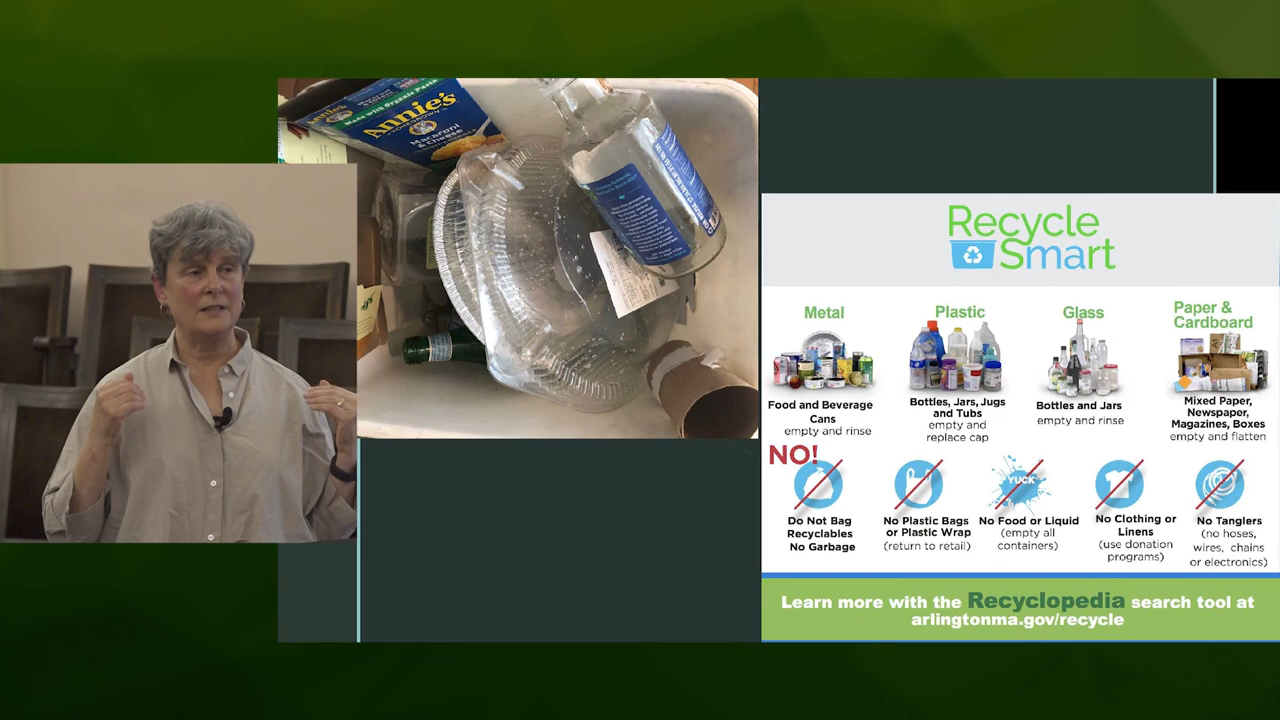 Made with Organic Pasta
Annie's
HOMEGROWN
Macaroni
& Cheese
Recycle
Smart
Metal
Plastic
Glass
Paper &
Cardboard
Food and Beverage
Cans
empty and rinse
Bottles, Jars, Jugs
and Tubs
empty and
replace cap
Bottles and Jars
empty and rinse
Mixed Paper,
Newspaper,
Magazines, Boxes
empty and flatten
NO!
YUCK
Do Not Bag
Recyclables
No Garbage
No Plastic Bags
or Plastic Wrap
(return to retail)
No Food or Liquid
(empty all
containers)
No Clothing or
Linens
(use donation
programs)
No Tanglers
(no hoses,
wires, chains
or electronics)
Learn more with the Recyclopedia search tool at
arlingtonma.gov/recycle